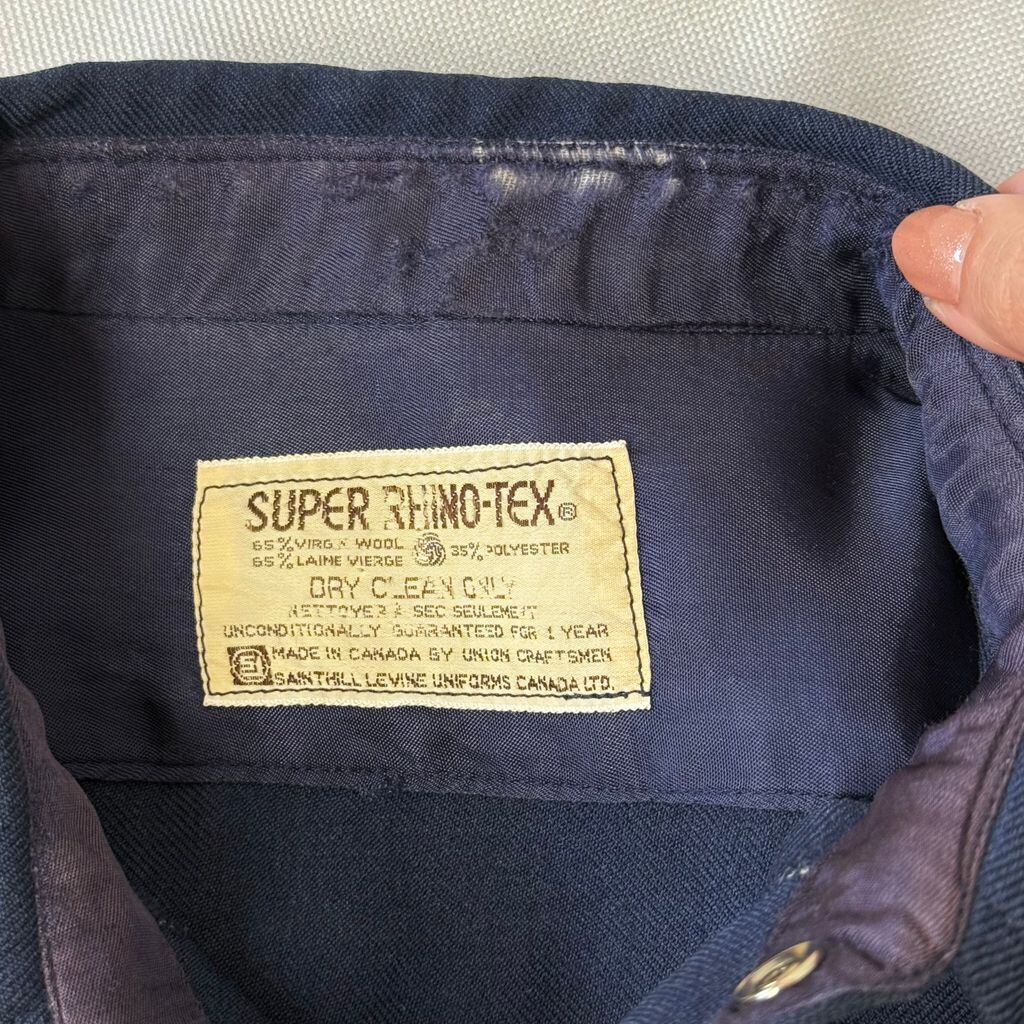 SUPER RHINO-TEX®
65% VIRGIN WOOL 35% POLYESTER
65% LAINE VIERGE
DRY CLEAN ONLY
NETTOYER À SEC SEULEMENT
UNCONDITIONALLY GUARANTEED FOR 1 YEAR
MADE IN CANADA BY UNION CRAFTSMEN
SAINTHILL LEVINE UNIFORMS CANADA LTD.